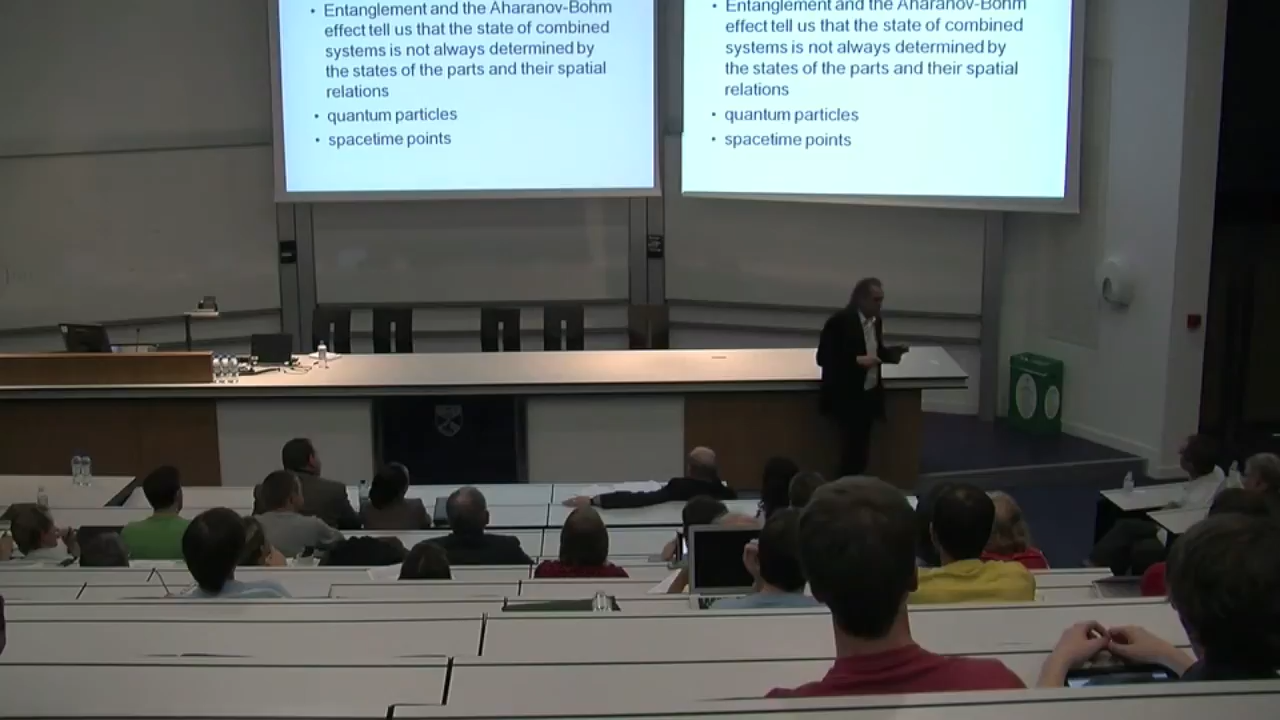 • Entanglement and the Aharanov-Bohm
effect tell us that the state of combined
systems is not always determined by
the states of the parts and their spatial
relations
• quantum particles
• spacetime points
• Entanglement and the Aharanov-Bohm
effect tell us that the state of combined
systems is not always determined by
the states of the parts and their spatial
relations
• quantum particles
• spacetime points